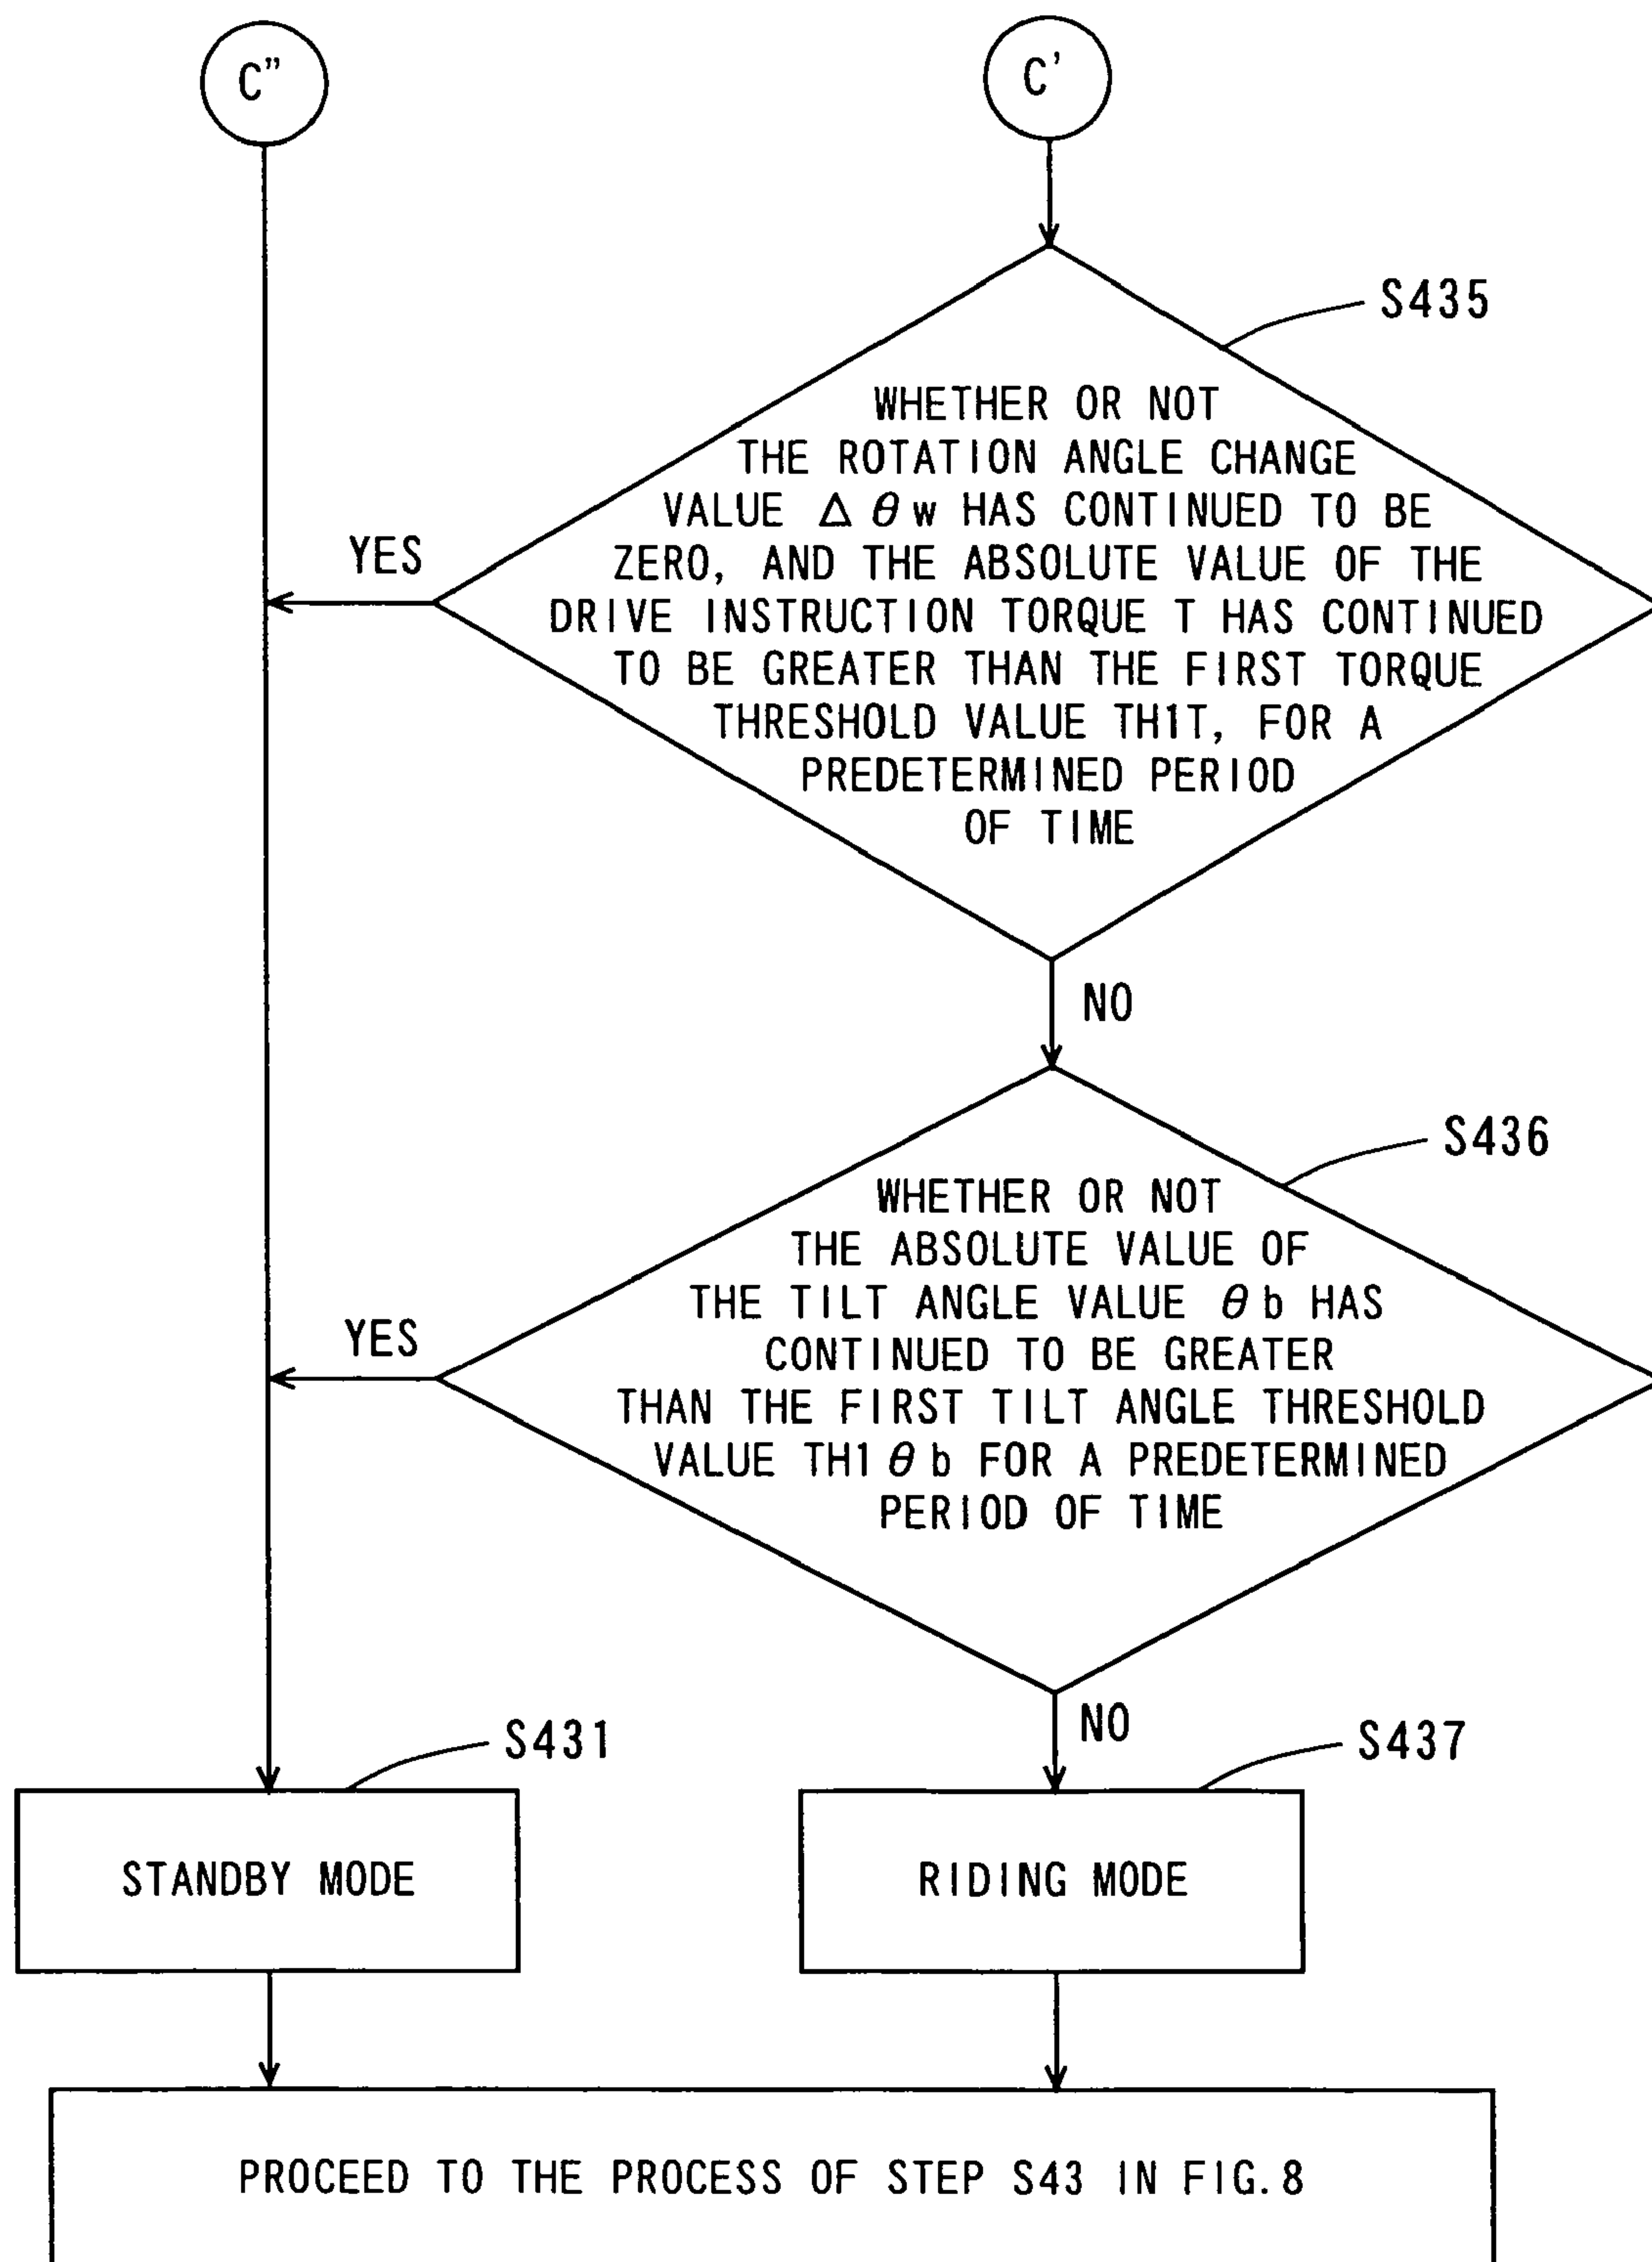 C"
C'
S435
WHETHER OR NOT
THE ROTATION ANGLE CHANGE
VALUE Δθw HAS CONTINUED TO BE
ZERO, AND THE ABSOLUTE VALUE OF THE
DRIVE INSTRUCTION TORQUE T HAS CONTINUED
TO BE GREATER THAN THE FIRST TORQUE
THRESHOLD VALUE TH1T, FOR A
PREDETERMINED PERIOD
OF TIME
YES
NO
S436
WHETHER OR NOT
THE ABSOLUTE VALUE OF
THE TILT ANGLE VALUE θb HAS
CONTINUED TO BE GREATER
THAN THE FIRST TILT ANGLE THRESHOLD
VALUE TH1θb FOR A PREDETERMINED
PERIOD OF TIME
YES
NO
S431
STANDBY MODE
S437
RIDING MODE
PROCEED TO THE PROCESS OF STEP S43 IN FIG.8